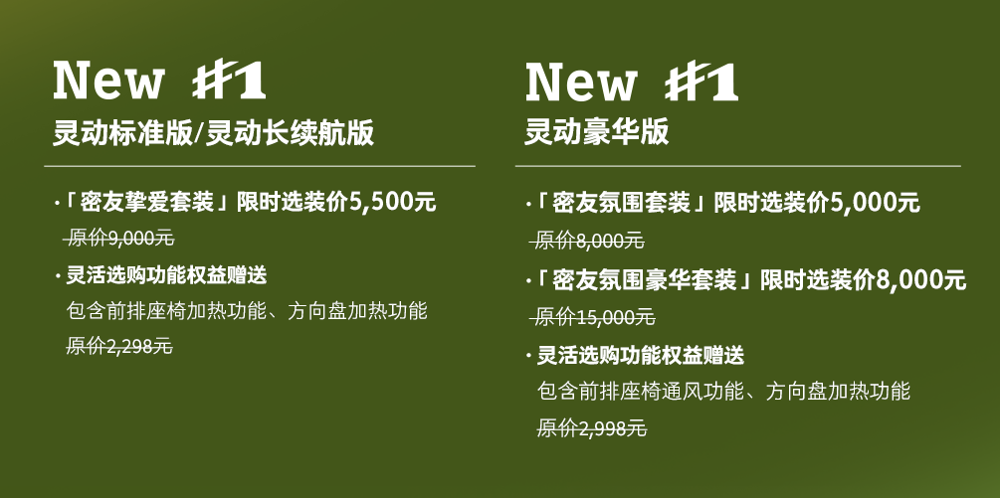 New #1
灵动标准版/灵动长续航版
·「密友挚爱套装」限时选装价5,500元
原价9,000元
·灵活选购功能权益赠送
包含前排座椅加热功能、方向盘加热功能
原价2,298元
New #1
灵动豪华版
·「密友氛围套装」限时选装价5,000元
原价8,000元
·「密友氛围豪华套装」限时选装价8,000元
原价15,000元
·灵活选购功能权益赠送
包含前排座椅通风功能、方向盘加热功能
原价2,998元